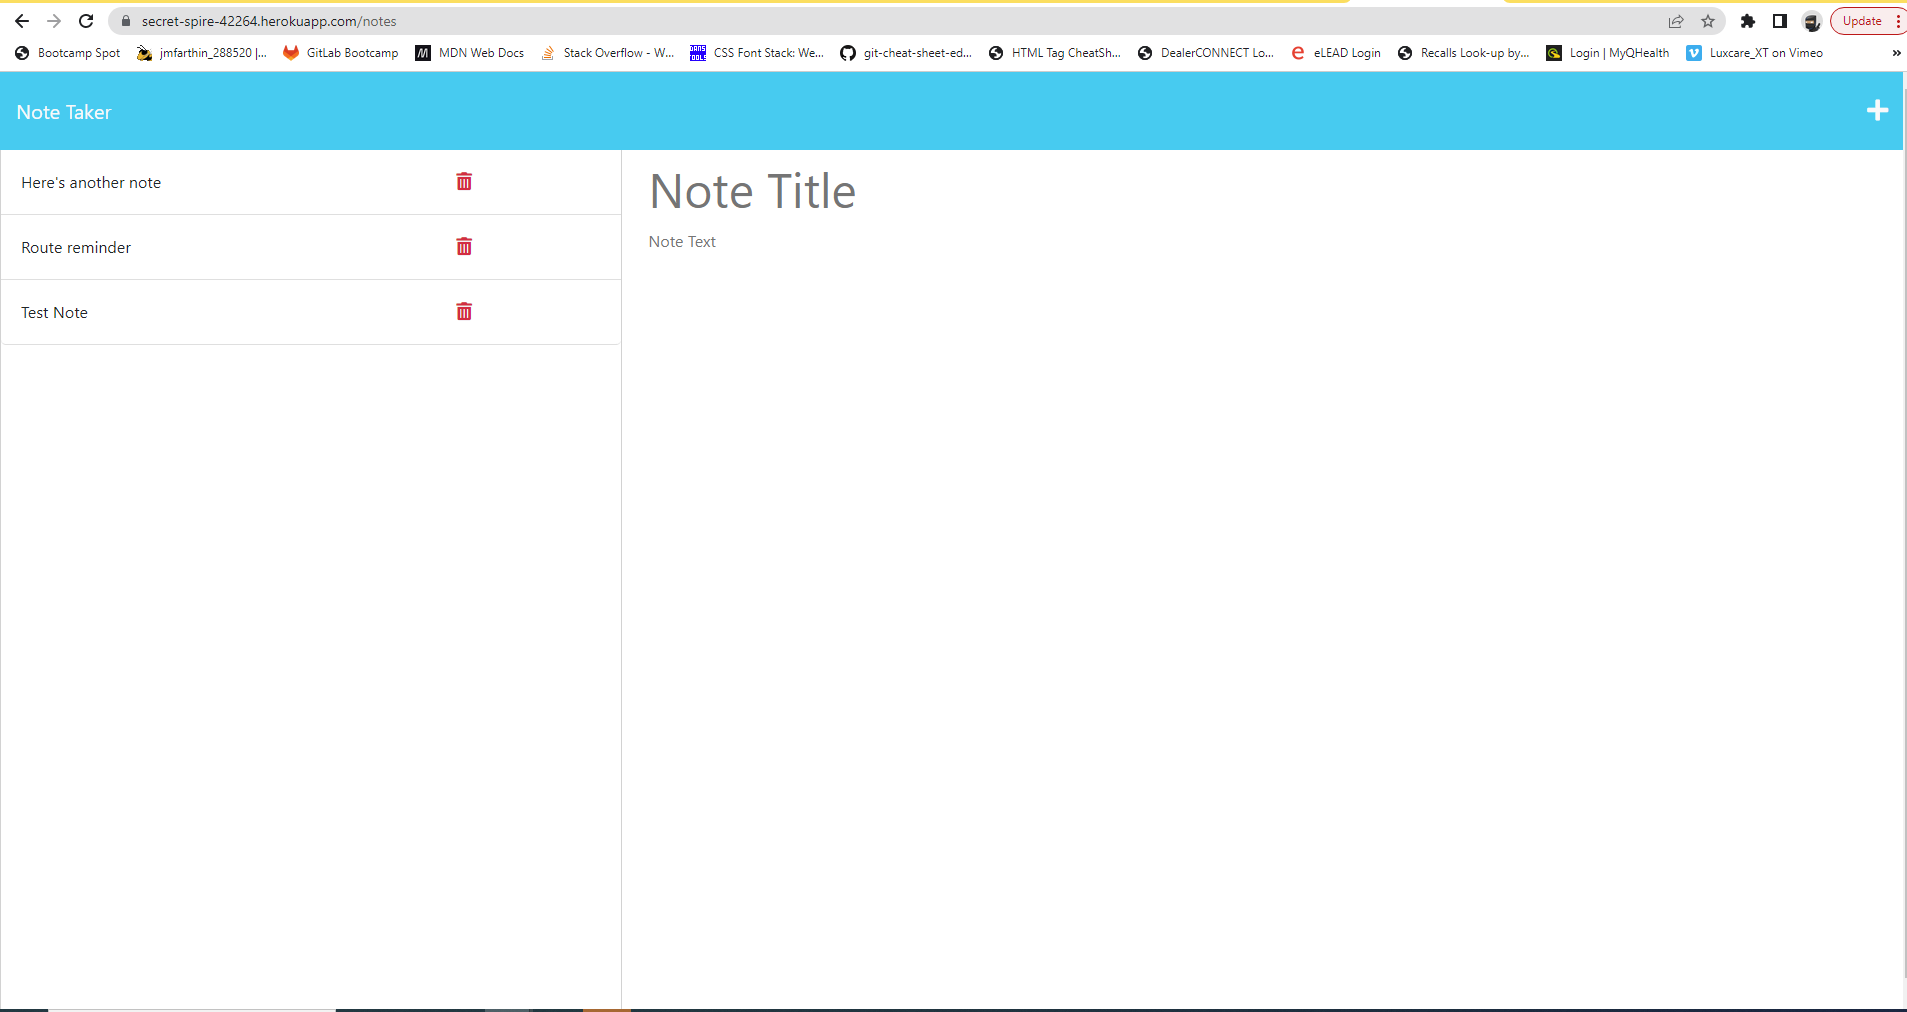 secret-spire-42264.herokuapp.com/notes
Update
Bootcamp Spot jmfarthin_288520 |... GitLab Bootcamp MDN Web Docs Stack Overflow - W... CSS Font Stack: We... git-cheat-sheet-ed... HTML Tag CheatSh... DealerCONNECT Lo... eLEAD Login Recalls Look-up by... Login | MyQHealth Luxcare_XT on Vimeo »
Note Taker
Here's another note
Route reminder
Test Note
Note Title
Note Text